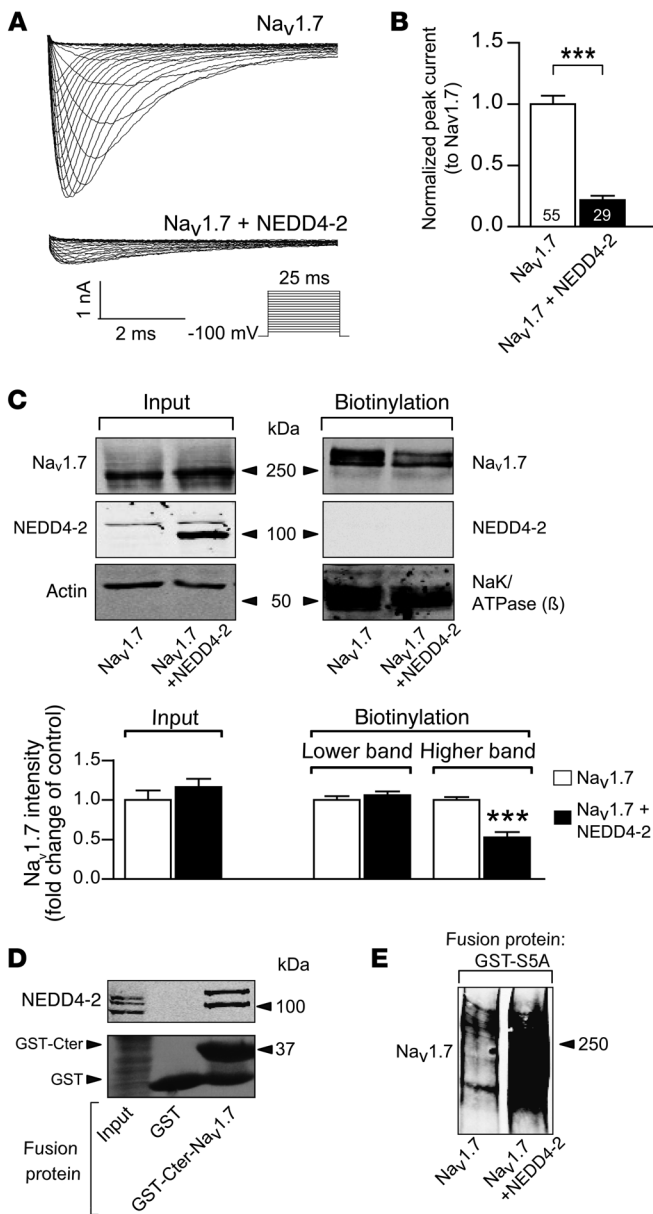 A
Nav1.7
Nav1.7 + NEDD4-2
1 nA
2 ms
25 ms
-100 mV
B
Normalized peak current
(to Nav1.7)
1.5
1.0
0.5
0.0
***
55
29
Nav1.7
Nav1.7 + NEDD4-2
C
Input
kDa
Biotinylation
Nav1.7
250
Nav1.7
NEDD4-2
100
NEDD4-2
Actin
50
NaK/
ATPase (ß)
Nav1.7
Nav1.7
+NEDD4-2
Nav1.7
Nav1.7
+NEDD4-2
Input
Biotinylation
Lower band
Higher band
Nav1.7 intensity
(fold change of control)
1.5
1.0
0.5
0.0
***
Nav1.7
Nav1.7 +
NEDD4-2
D
kDa
NEDD4-2
100
GST-Cter
37
GST
Input
GST
GST-Cter-Nav1.7
Fusion
protein
E
Fusion protein:
GST-S5A
Nav1.7
250
Nav1.7
Nav1.7
+NEDD4-2